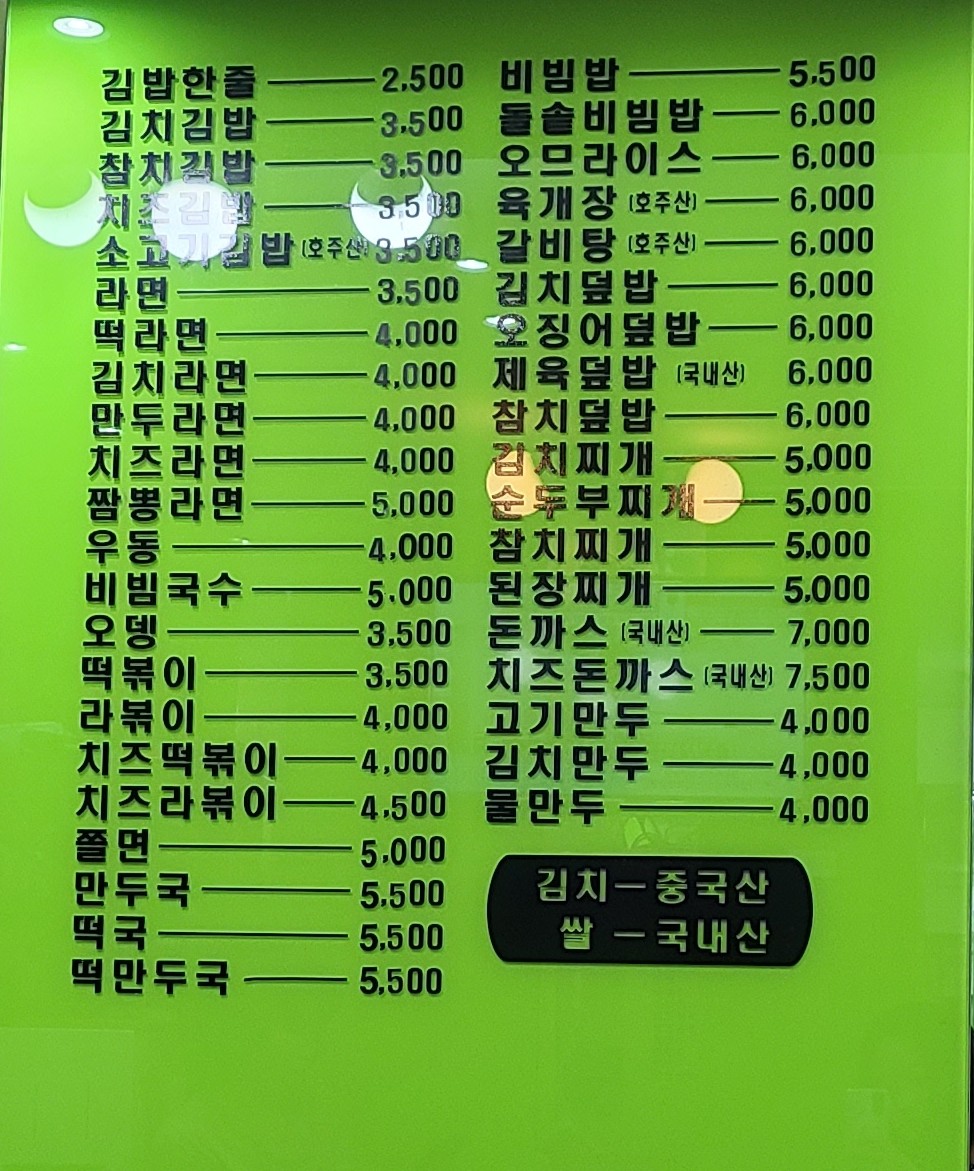 김밥한줄 2,500
김치김밥 3,500
참치김밥 3,500
치즈김밥 3,500
소고기김밥 (호주산) 3,500
라면 3,500
떡라면 4,000
김치라면 4,000
만두라면 4,000
치즈라면 4,000
짬뽕라면 5,000
우동 4,000
비빔국수 5,000
오뎅 3,500
떡볶이 3,500
라볶이 4,000
치즈떡볶이 4,000
치즈라볶이 4,500
쫄면 5,000
만두국 5,500
떡국 5,500
떡만두국 5,500
비빔밥 5,500
돌솥비빔밥 6,000
오므라이스 6,000
육개장 (호주산) 6,000
갈비탕 (호주산) 6,000
김치덮밥 6,000
오징어덮밥 6,000
제육덮밥 (국내산) 6,000
참치덮밥 6,000
김치찌개 5,000
순두부찌개 5,000
참치찌개 5,000
된장찌개 5,000
돈까스 (국내산) 7,000
치즈돈까스 (국내산) 7,500
고기만두 4,000
김치만두 4,000
물만두 4,000
김치－중국산
쌀－국내산